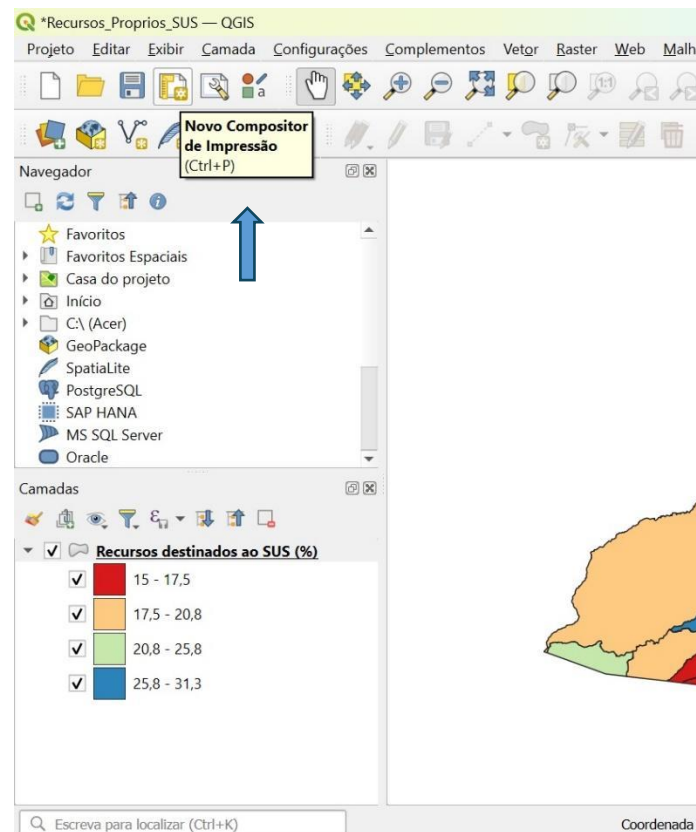 *Recursos_Proprios_SUS — QGIS
Projeto Editar Exibir Camada Configurações Complementos Vetor Raster Web Malh
a
1:1
Novo Compositor
de Impressão
(Ctrl+P)
Navegador
Favoritos
Favoritos Espaciais
Casa do projeto
Início
C:\ (Acer)
GeoPackage
SpatiaLite
PostgreSQL
SAP HANA
MS SQL Server
Oracle
Camadas
Recursos destinados ao SUS (%)
15 - 17,5
17,5 - 20,8
20,8 - 25,8
25,8 - 31,3
Escreva para localizar (Ctrl+K)
Coordenada